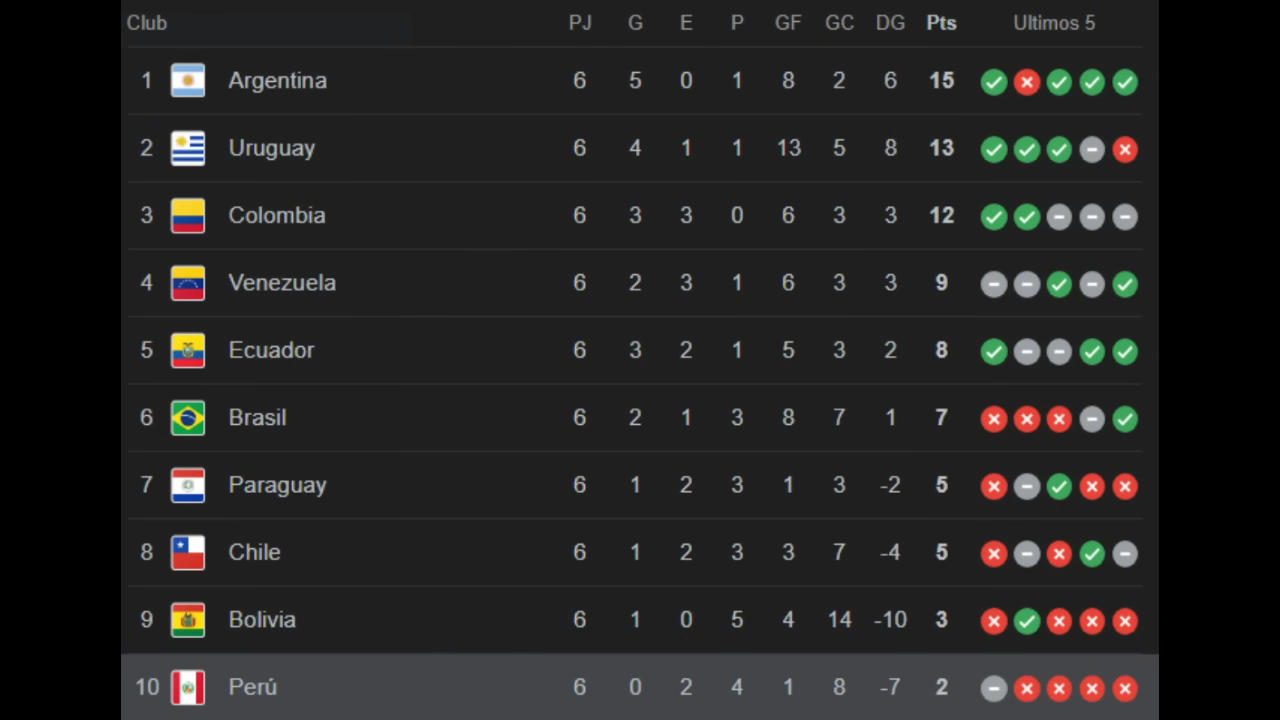 Club PJ G E P GF GC DG Pts Ultimos 5
1 Argentina 6 5 0 1 8 2 6 15
2 Uruguay 6 4 1 1 13 5 8 13
3 Colombia 6 3 3 0 6 3 3 12
4 Venezuela 6 2 3 1 6 3 3 9
5 Ecuador 6 3 2 1 5 3 2 8
6 Brasil 6 2 1 3 8 7 1 7
7 Paraguay 6 1 2 3 1 3 -2 5
8 Chile 6 1 2 3 3 7 -4 5
9 Bolivia 6 1 0 5 4 14 -10 3
10 Perú 6 0 2 4 1 8 -7 2